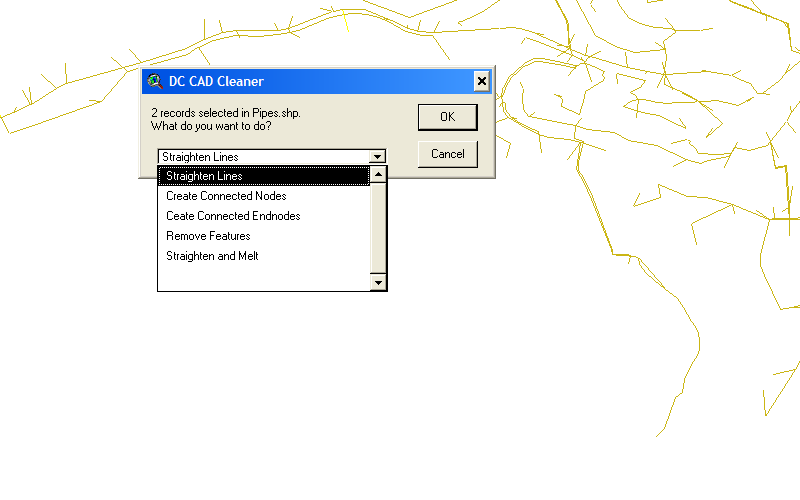 DC CAD Cleaner
2 records selected in Pipes.shp.
What do you want to do?
OK
Cancel
Straighten Lines
Straighten Lines
Create Connected Nodes
Ceate Connected Endnodes
Remove Features
Straighten and Melt